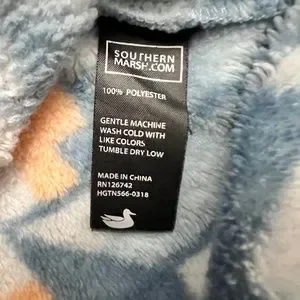 SOUTHERN
MARSH.COM
100% POLYESTER
GENTLE MACHINE
WASH COLD WITH
LIKE COLORS
TUMBLE DRY LOW
MADE IN CHINA
RN126742
HGTN566-0318